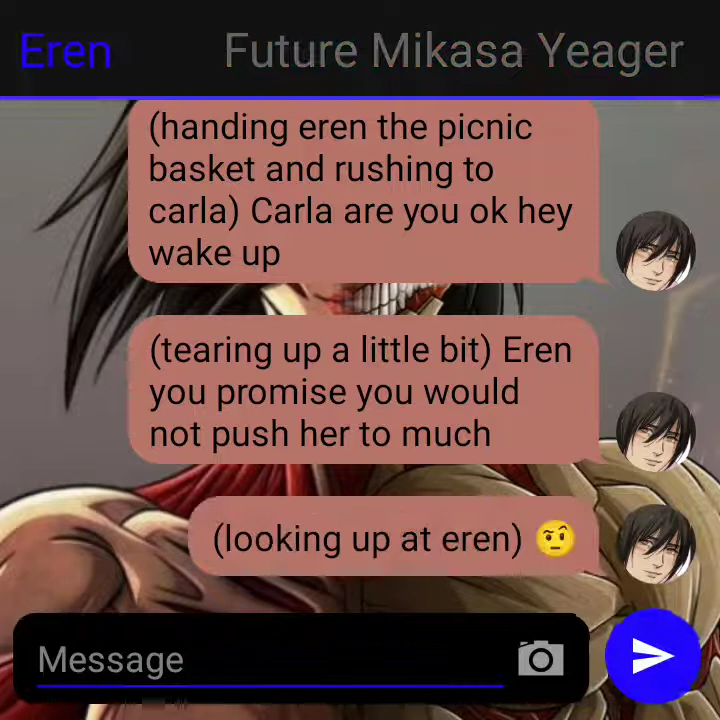 Eren Future Mikasa Yeager
(handing eren the picnic
basket and rushing to
carla) Carla are you ok hey
wake up
(tearing up a little bit) Eren
you promise you would
not push her to much
(looking up at eren) 🤨
Message